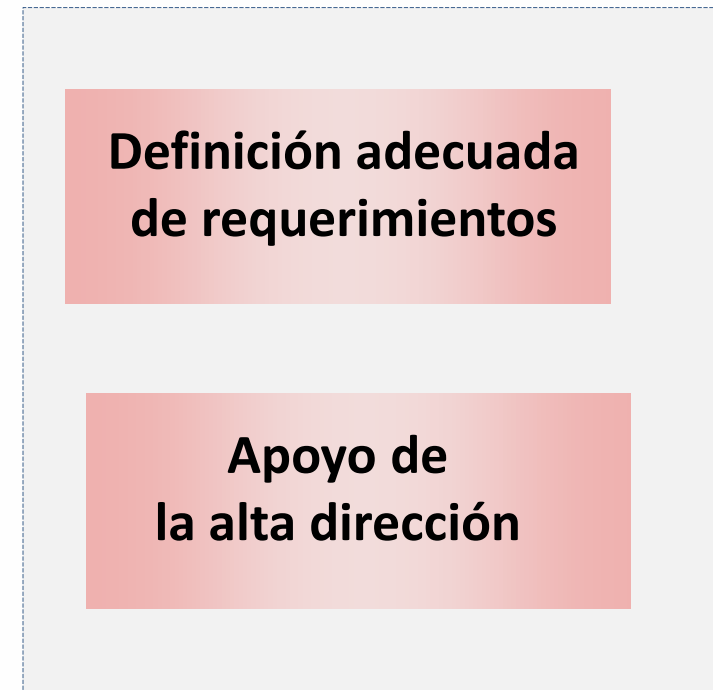 Definición adecuada
de requerimientos
Apoyo de
la alta dirección